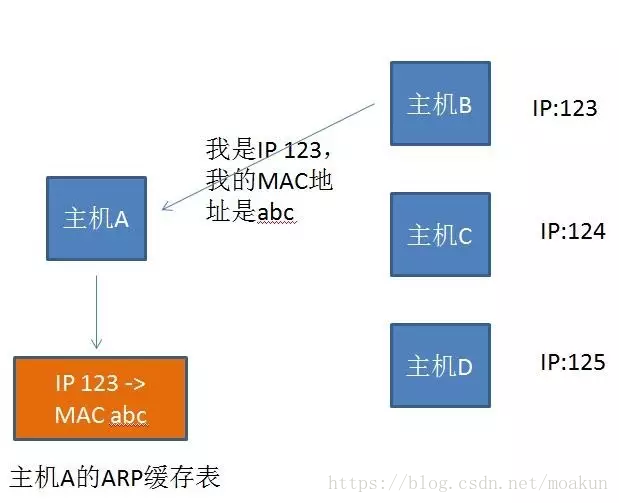 主机B
IP:123
我是IP 123，
我的MAC地
址是abc
主机A
主机C
IP:124
主机D
IP:125
IP 123 ->
MAC abc
主机A的ARP缓存表
https://blog.csdn.net/moakun